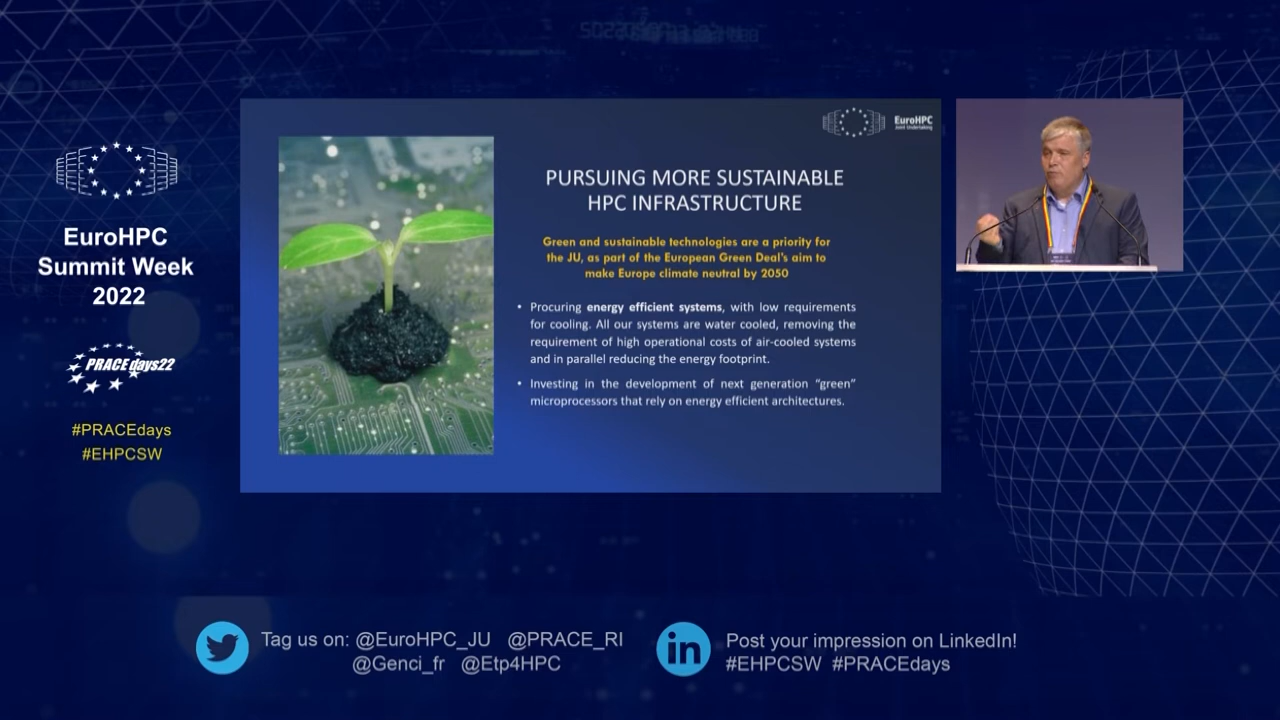 EuroHPC
Summit Week
2022
PRACEdays22
#PRACEdays
#EHPCSW
EuroHPC
Joint Undertaking
PURSUING MORE SUSTAINABLE
HPC INFRASTRUCTURE
Green and sustainable technologies are a priority for
the JU, as part of the European Green Deal's aim to
make Europe climate neutral by 2050
• Procuring energy efficient systems, with low requirements
for cooling. All our systems are water cooled, removing the
requirement of high operational costs of air-cooled systems
and in parallel reducing the energy footprint.
• Investing in the development of next generation “green”
microprocessors that rely on energy efficient architectures.
Tag us on: @EuroHPC_JU @PRACE_RI
@Genci_fr @Etp4HPC
in
Post your impression on LinkedIn!
#EHPCSW #PRACEdays